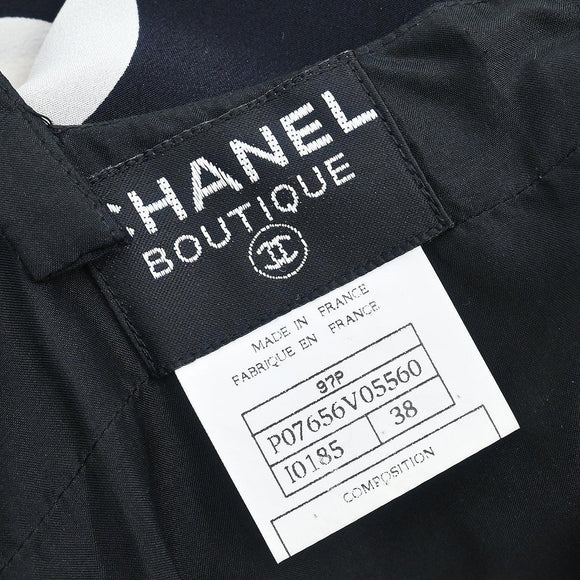 CHANEL
BOUTIQUE
MADE IN FRANCE
FABRIQUE EN FRANCE
97P
P07656V05560
I0185 38
COMPOSITION